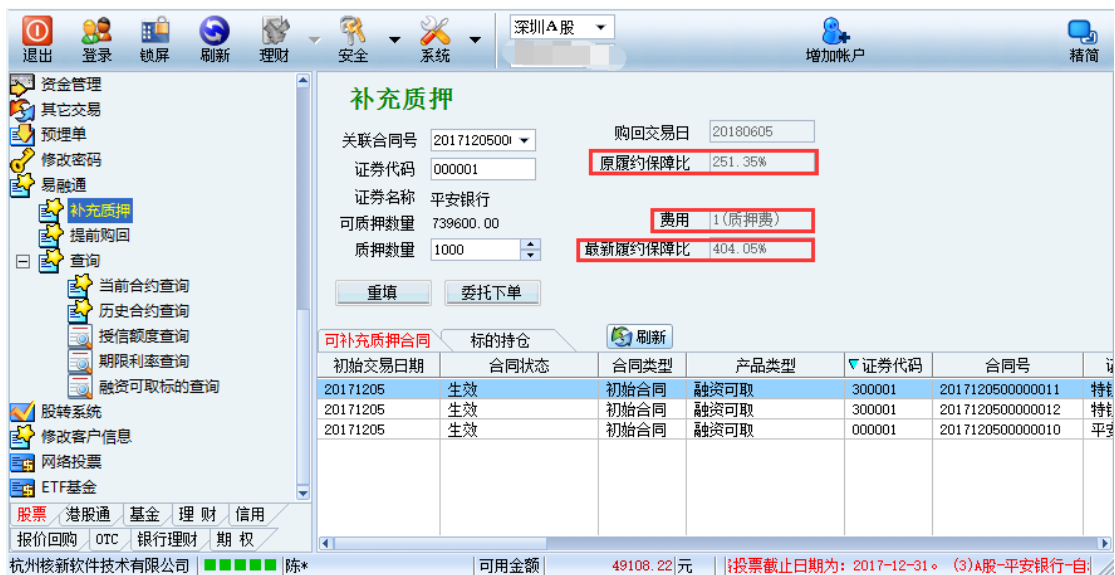 退出 登录 锁屏 刷新 理财 安全 系统 深圳A股 增加帐户 精简
资金管理
其它交易
预埋单
修改密码
易融通
补充质押
提前购回
查询
当前合约查询
历史合约查询
授信额度查询
期限利率查询
融资可取标的查询
股转系统
修改客户信息
网络投票
ETF基金
股票 港股通 基金 理 财 信用
报价回购 OTC 银行理财 期 权
补充质押
关联合同号 2017120500 购回交易日 20180605
证券代码 000001 原履约保障比 251.35%
证券名称 平安银行
可质押数量 739600.00 费用 1(质押费)
质押数量 1000 最新履约保障比 404.05%
重填 委托下单
可补充质押合同 标的持仓 刷新
初始交易日期 合同状态 合同类型 产品类型 证券代码 合同号
20171205 生效 初始合同 融资可取 300001 2017120500000011 特锐
20171205 生效 初始合同 融资可取 300001 2017120500000012 特锐
20171205 生效 初始合同 融资可取 000001 2017120500000010 平安
杭州核新软件技术有限公司 陈* 可用金额 49108.22 元 投票截止日期为: 2017-12-31。 (3)A股-平安银行-自